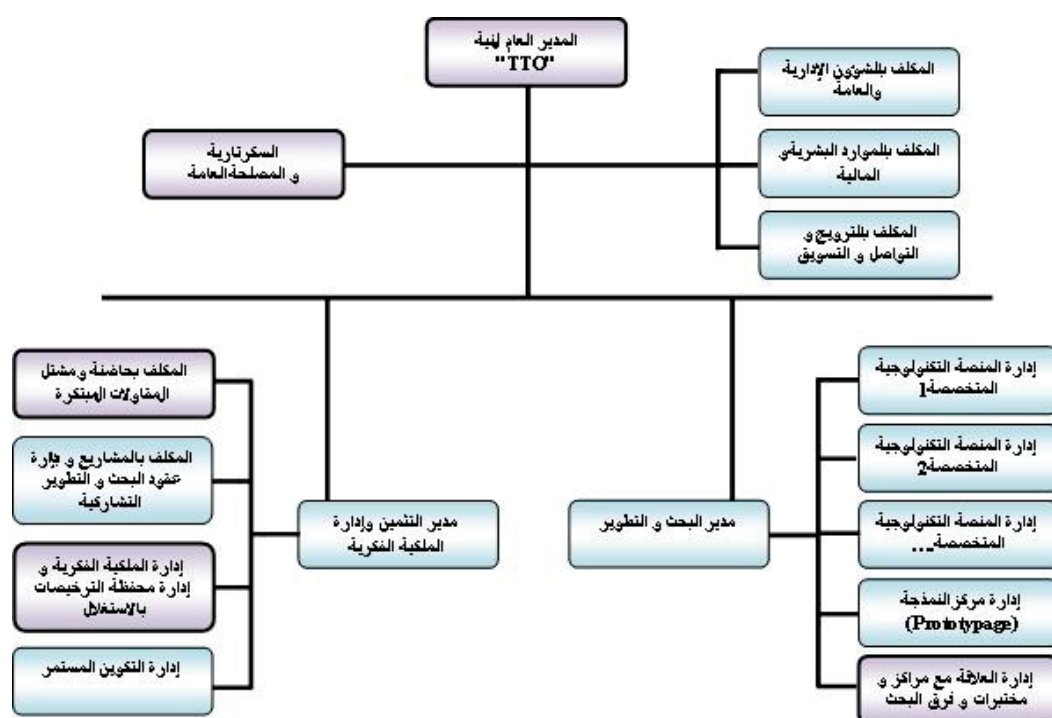 المدير العام لبنية
"TTO"
المكلف بالشؤون الإدارية
والعامة
السكرتارية
و المصلحة العامة
المكلف بالموارد البشرية و
المالية
المكلف بالترويج و
التواصل و التسويق
إدارة المنصة التكنولوجية
المتخصصة1
إدارة المنصة التكنولوجية
المتخصصة2
إدارة المنصة التكنولوجية
المتخصصة....
إدارة مركز النمذجة
(Prototypage)
إدارة العلاقة مع مراكز و
مختبرات و فرق البحث
مدير البحث و التطوير
مدير التثمين وإدارة
الملكية الفكرية
المكلف بحاضنة ومشتل
المقاولات المبتكرة
المكلف بالمشاريع و إدارة
عقود البحث و التطوير
التشاركية
إدارة الملكية الفكرية و
إدارة محفظة الترخيصات
بالاستغلال
إدارة التكوين المستمر